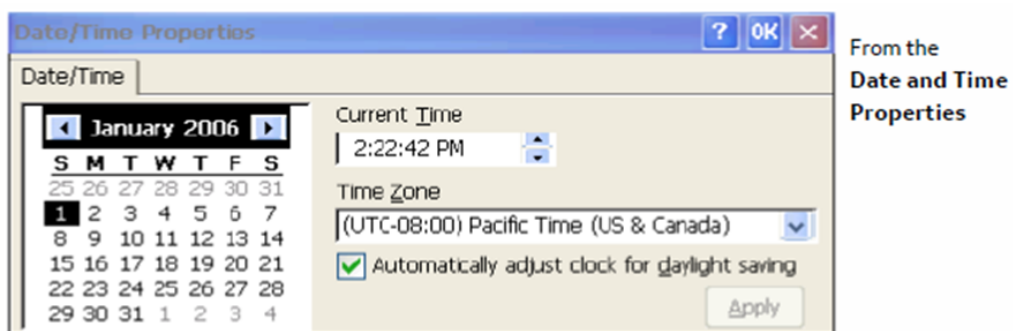 Date/Time Properties ? OK ×
Date/Time
January 2006
S M T W T F S
25 26 27 28 29 30 31
1 2 3 4 5 6 7
8 9 10 11 12 13 14
15 16 17 18 19 20 21
22 23 24 25 26 27 28
29 30 31 1 2 3 4
Current Time
2:22:42 PM
Time Zone
(UTC-08:00) Pacific Time (US & Canada)
Automatically adjust clock for daylight saving
Apply
From the
Date and Time
Properties